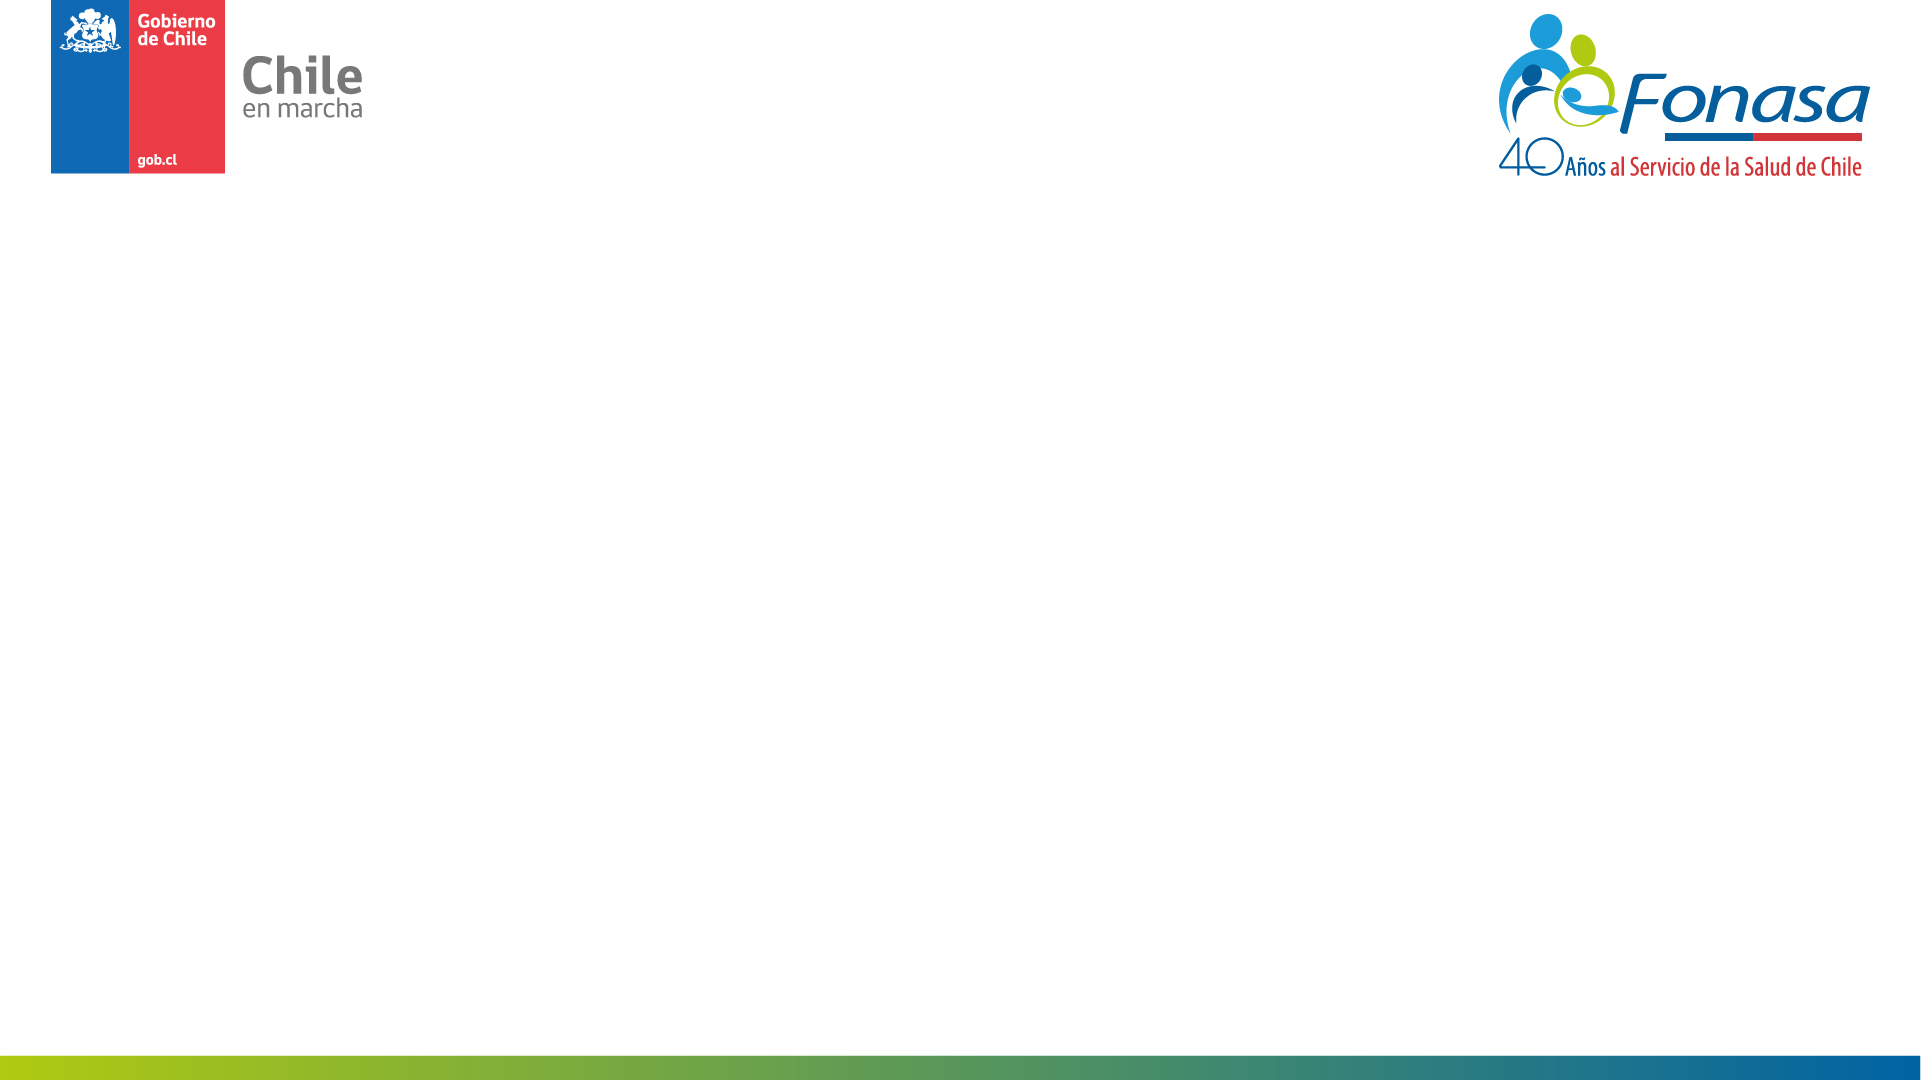 Gobierno
de Chile
Chile
en marcha
gob.cl
Fonasa
40 Años al Servicio de la Salud de Chile